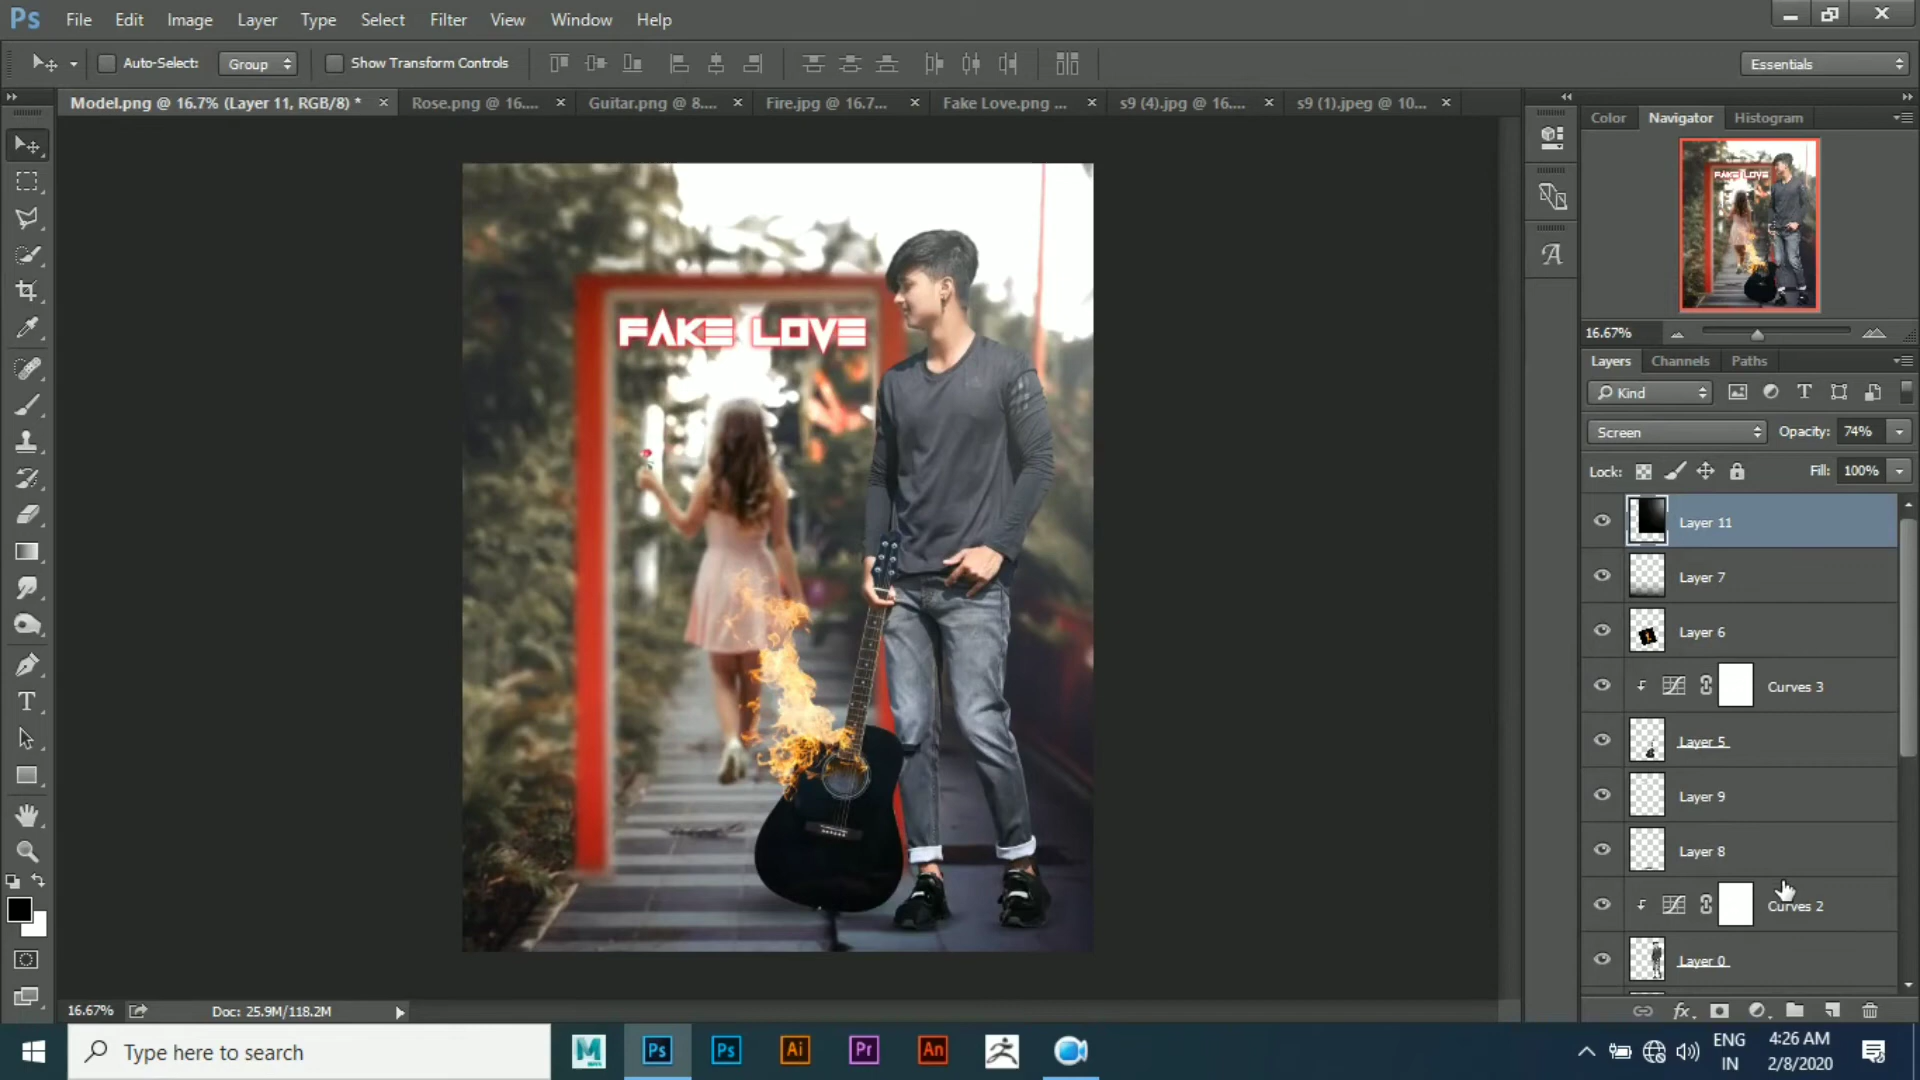 Ps File Edit Image Layer Type Select Filter View Window Help
Auto-Select: Group Show Transform Controls Essentials
Model.png @ 16.7% (Layer 11, RGB/8) * × Rose.png @ 16.... × Guitar.png @ 8.... × Fire.jpg @ 16.7... × Fake Love.png ... × s9 (4).jpg @ 16.... × s9 (1).jpeg @ 10... ×
Color Navigator Histogram
FAKE LOVE
16.67%
Layers Channels Paths
Kind
Screen Opacity: 74%
Lock: Fill: 100%
Layer 11
Layer 7
Layer 6
Curves 3
Layer 5
Layer 9
Layer 8
Curves 2
Layer 0
FAKE LOVE
16.67% Doc: 25.9M/118.2M
Type here to search
M Ps Ps Ai Pr An
ENG
IN
4:26 AM
2/8/2020